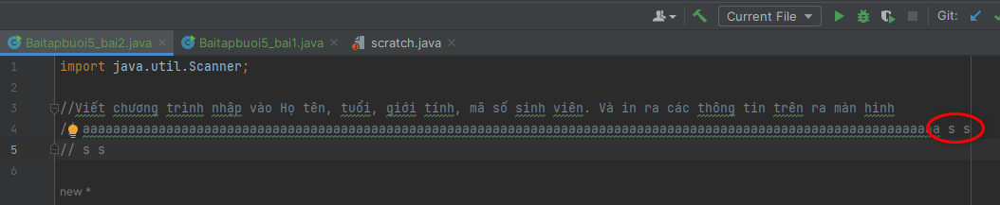 Current File
Git:
Baitapbuoi5_bai2.java
Baitapbuoi5_bai1.java
scratch.java
1 import java.util.Scanner;
2
3 //Viết chương trình nhập vào Họ tên, tuổi, giới tính, mã số sinh viên. Và in ra các thông tin trên ra màn hình
4 / aaaaaaaaaaaaaaaaaaaaaaaaaaaaaaaaaaaaaaaaaaaaaaaaaaaaaaaaaaaaaaaaaaaaaaaaaaaaaaaaaaaaaaaaaaaaaaaaaaaaaaaaaaaaaaaaa s s
5 // s s
6
new *